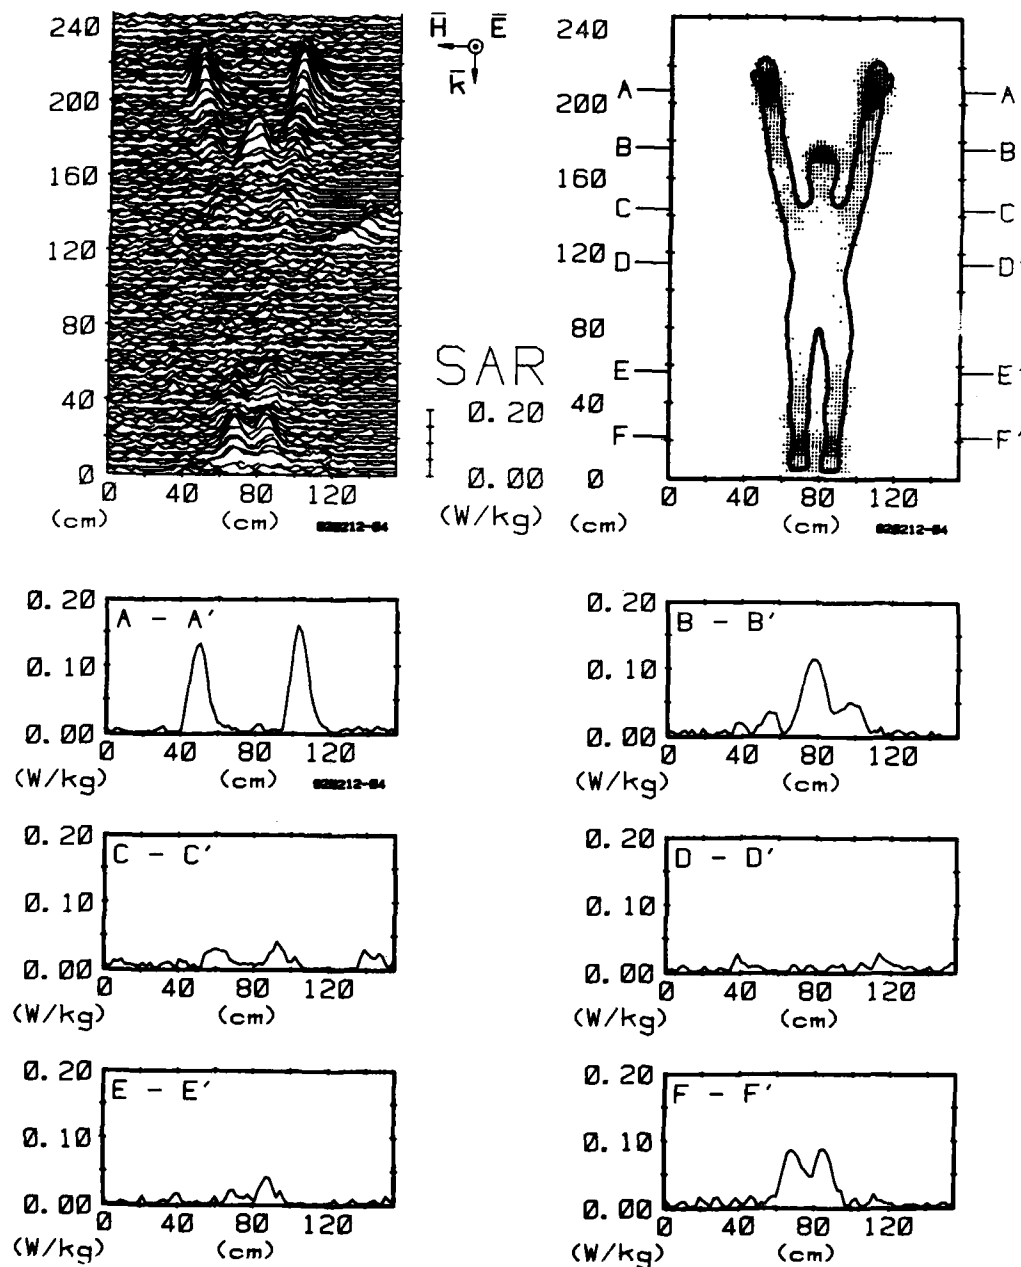 240
200
160
120
80
40
0
0 40 80 120
(cm) (cm)
H̄ Ē
k̄
SAR
0.20
0.00
(W/kg)
240
200
160
120
80
40
0
A A
B B
C C
D D'
E E'
F F'
0 40 80 120
(cm) (cm)
0.20
A - A'
0.10
0.00
0 40 80 120
(W/kg) (cm)
0.20
B - B'
0.10
0.00
0 40 80 120
(W/kg) (cm)
0.20
C - C'
0.10
0.00
0 40 80 120
(W/kg) (cm)
0.20
D - D'
0.10
0.00
0 40 80 120
(W/kg) (cm)
0.20
E - E'
0.10
0.00
0 40 80 120
(W/kg) (cm)
0.20
F - F'
0.10
0.00
0 40 80 120
(W/kg) (cm)